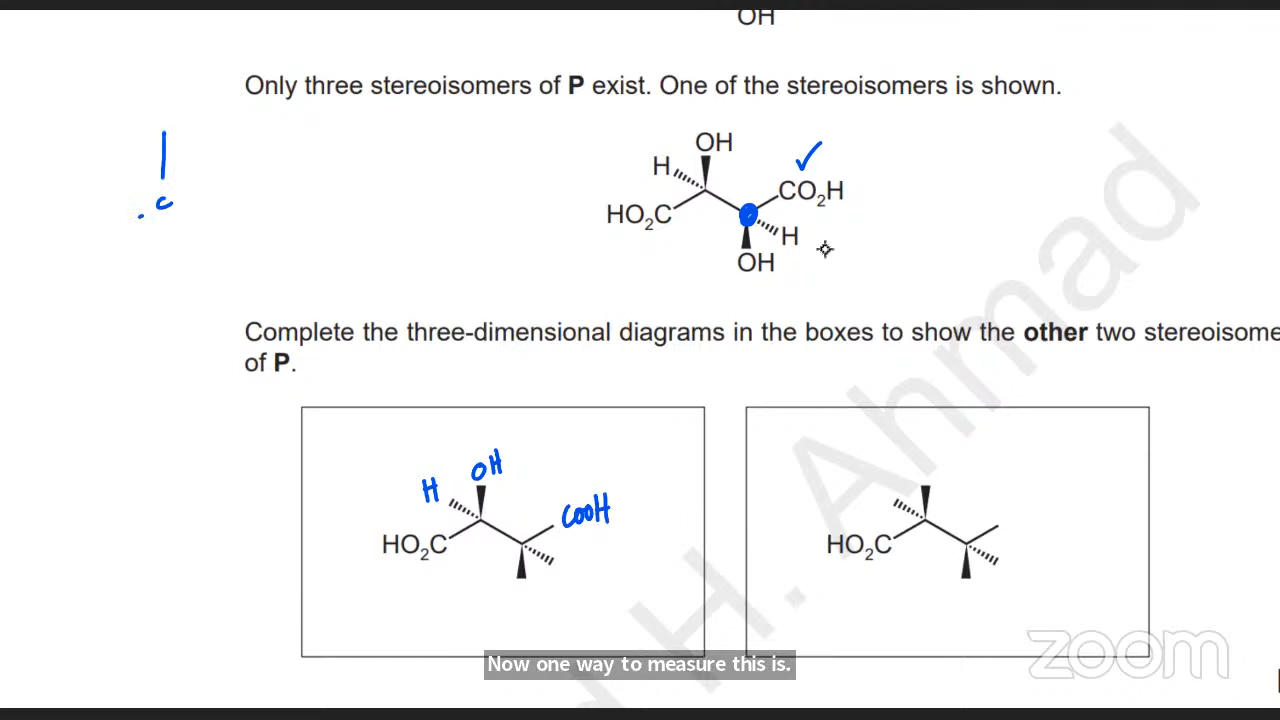 OH
Only three stereoisomers of P exist. One of the stereoisomers is shown.
OH
H
CO₂H
HO₂C
H
OH
c
Complete the three-dimensional diagrams in the boxes to show the other two stereoisome
of P.
OH
H
COOH
HO₂C
HO₂C
H. Ahmad
zoom
Now one way to measure this is.